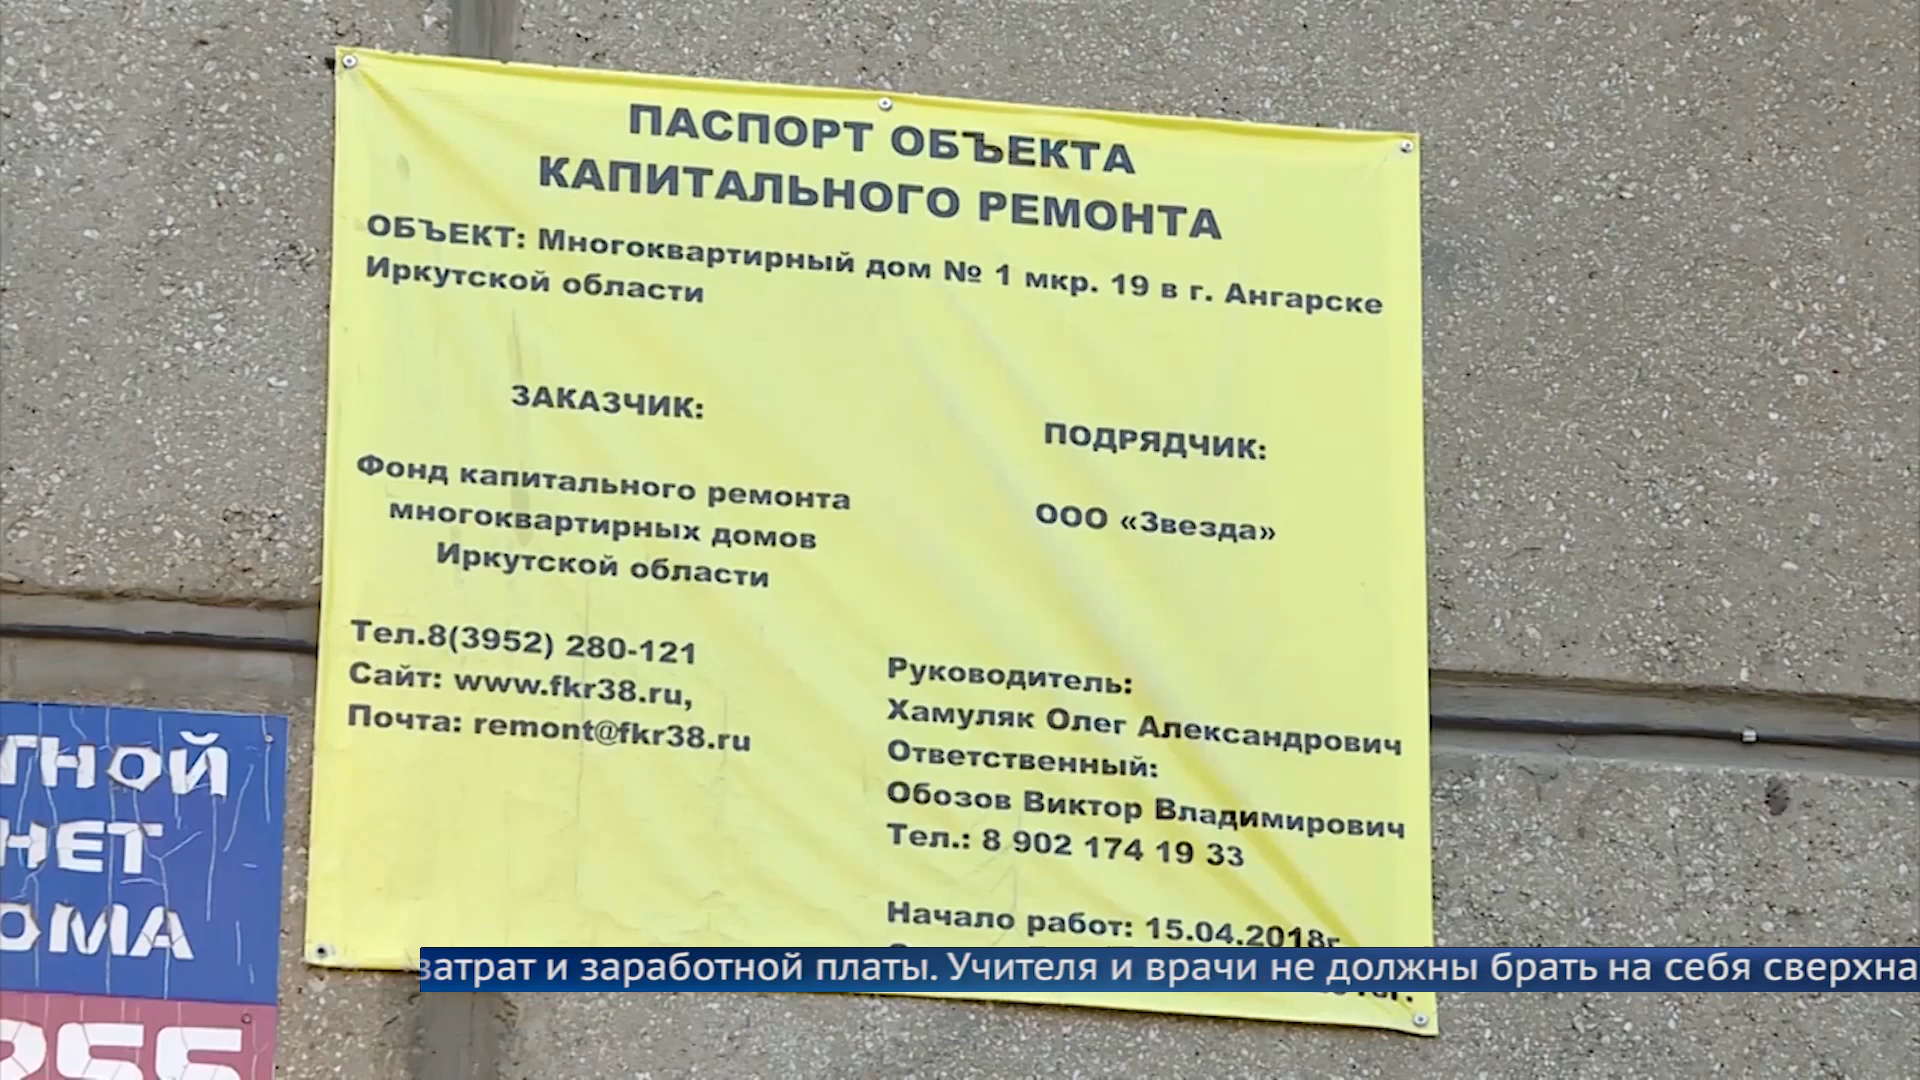 ПАСПОРТ ОБЪЕКТА
КАПИТАЛЬНОГО РЕМОНТА
ОБЪЕКТ: Многоквартирный дом № 1 мкр. 19 в г. Ангарске
Иркутской области
ЗАКАЗЧИК:
Фонд капитального ремонта
многоквартирных домов
Иркутской области
Тел.8(3952) 280-121
Сайт: www.fkr38.ru,
Почта: remont@fkr38.ru
ПОДРЯДЧИК:
ООО «Звезда»
Руководитель:
Хамуляк Олег Александрович
Ответственный:
Обозов Виктор Владимирович
Тел.: 8 902 174 19 33
Начало работ: 15.04.2018г.
ТНОЙ
НЕТ
ОМА
255
затрат и заработной платы. Учителя и врачи не должны брать на себя сверхна